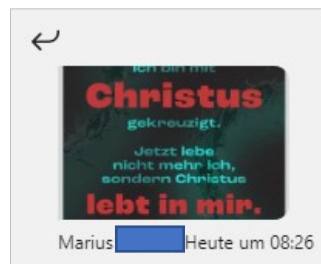 ich bin mit
Christus
gekreuzigt.
Jetzt lebe
nicht mehr ich,
sondern Christus
lebt in mir.
Marius Heute um 08:26